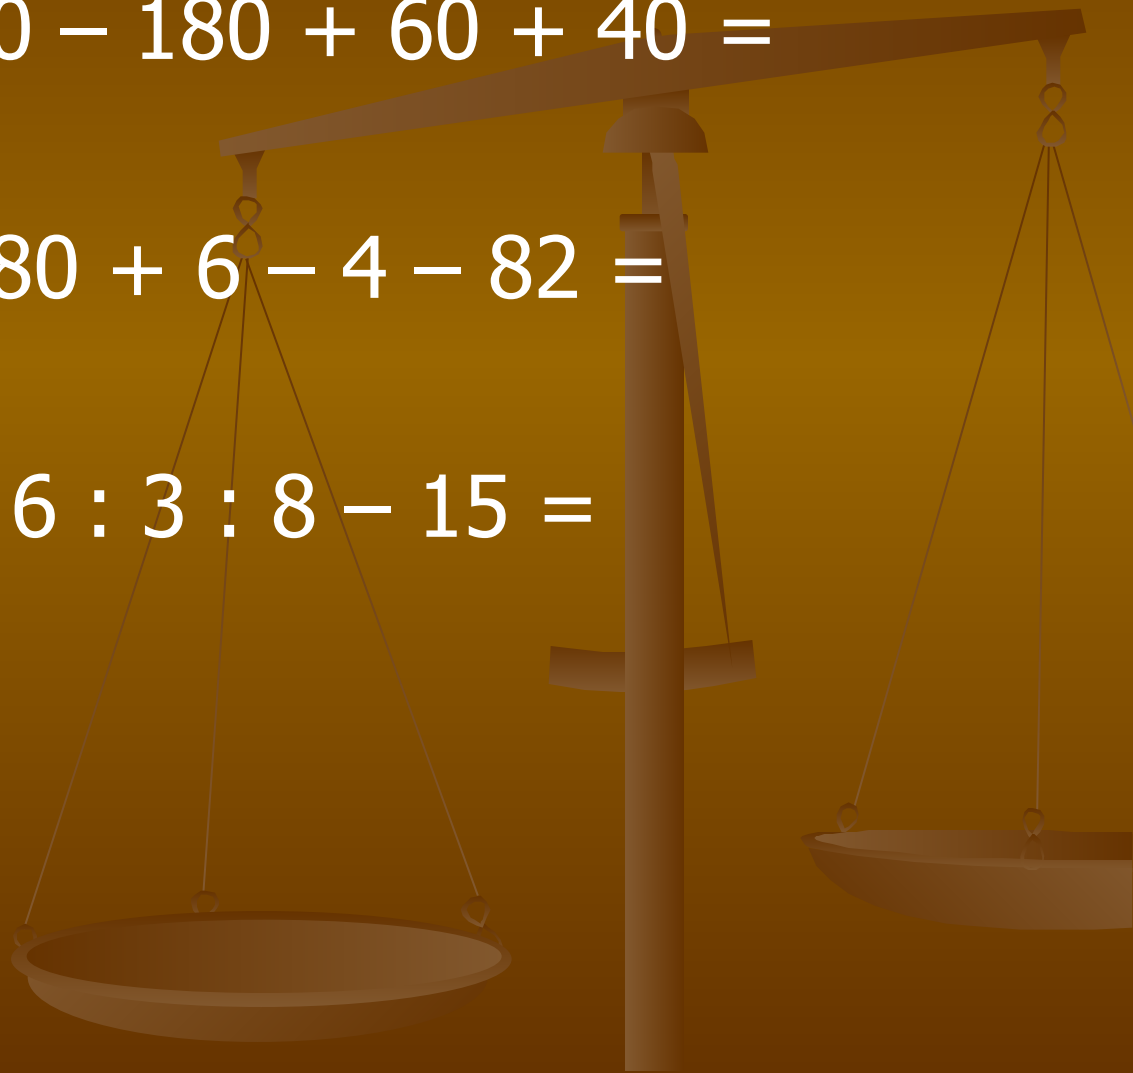 0 – 180 + 60 + 40 =
80 + 6 – 4 – 82 =
6 : 3 : 8 – 15 =